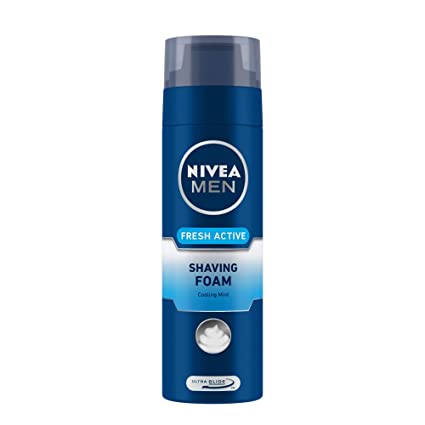 NIVEA
MEN
FRESH ACTIVE
SHAVING
FOAM
Cooling Mint
ULTRA GLIDE